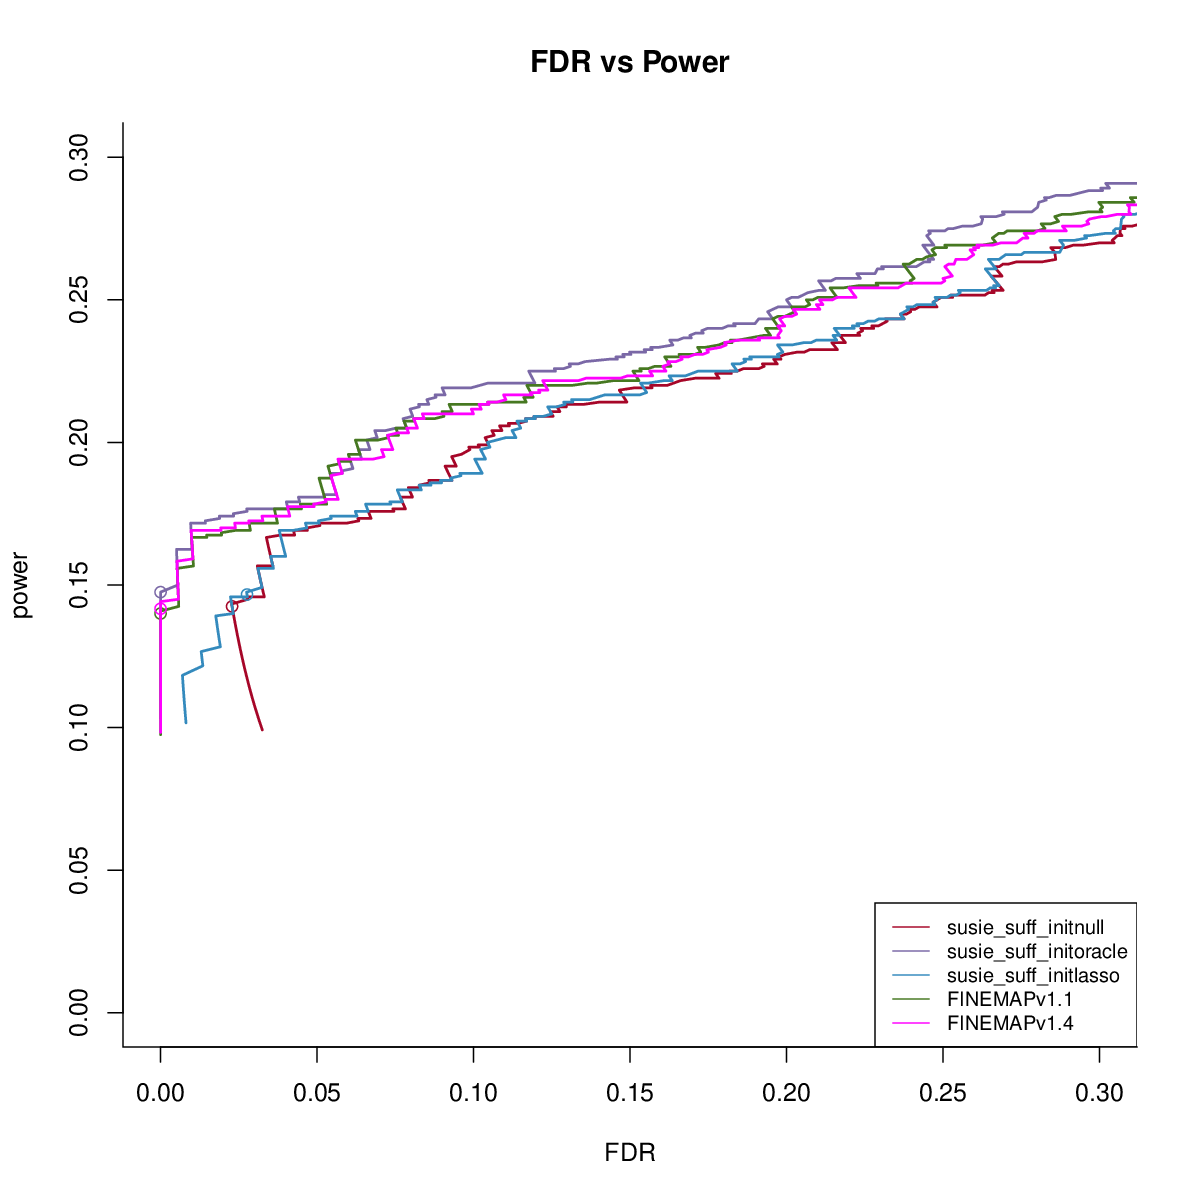 FDR vs Power
power
0.30
0.25
0.20
0.15
0.10
0.05
0.00
susie_suff_initnull
susie_suff_initoracle
susie_suff_initlasso
FINEMAPv1.1
FINEMAPv1.4
0.00 0.05 0.10 0.15 0.20 0.25 0.30
FDR